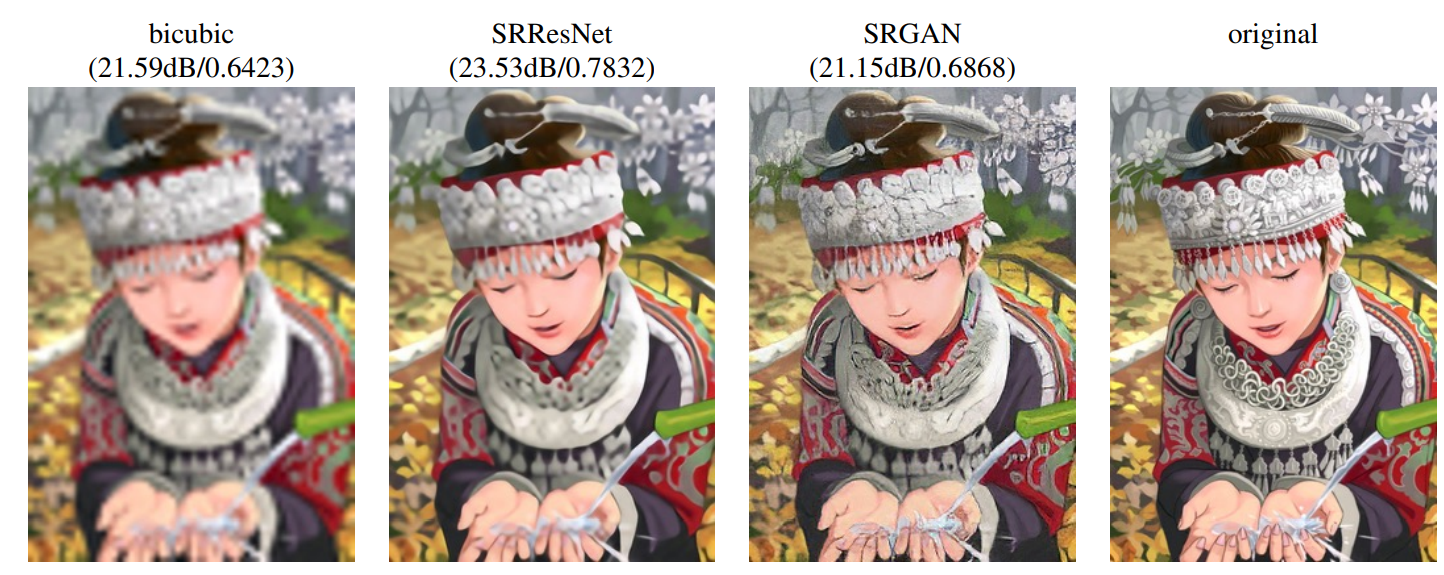 bicubic
(21.59dB/0.6423)
SRResNet
(23.53dB/0.7832)
SRGAN
(21.15dB/0.6868)
original